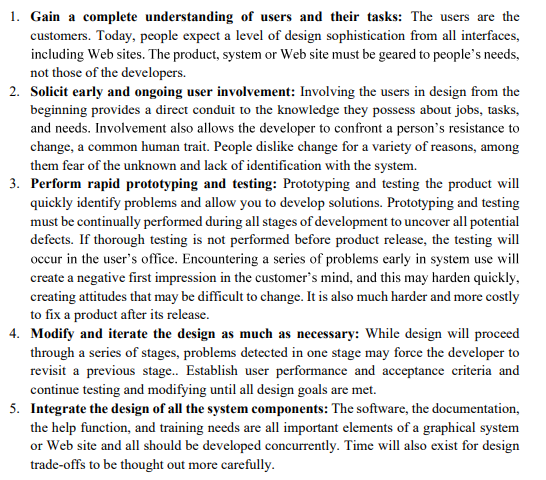 1. Gain a complete understanding of users and their tasks: The users are the
customers. Today, people expect a level of design sophistication from all interfaces,
including Web sites. The product, system or Web site must be geared to people's needs,
not those of the developers.
2. Solicit early and ongoing user involvement: Involving the users in design from the
beginning provides a direct conduit to the knowledge they possess about jobs, tasks,
and needs. Involvement also allows the developer to confront a person's resistance to
change, a common human trait. People dislike change for a variety of reasons, among
them fear of the unknown and lack of identification with the system.
3. Perform rapid prototyping and testing: Prototyping and testing the product will
quickly identify problems and allow you to develop solutions. Prototyping and testing
must be continually performed during all stages of development to uncover all potential
defects. If thorough testing is not performed before product release, the testing will
occur in the user's office. Encountering a series of problems early in system use will
create a negative first impression in the customer's mind, and this may harden quickly,
creating attitudes that may be difficult to change. It is also much harder and more costly
to fix a product after its release.
4. Modify and iterate the design as much as necessary: While design will proceed
through a series of stages, problems detected in one stage may force the developer to
revisit a previous stage.. Establish user performance and acceptance criteria and
continue testing and modifying until all design goals are met.
5. Integrate the design of all the system components: The software, the documentation,
the help function, and training needs are all important elements of a graphical system
or Web site and all should be developed concurrently. Time will also exist for design
trade-offs to be thought out more carefully.